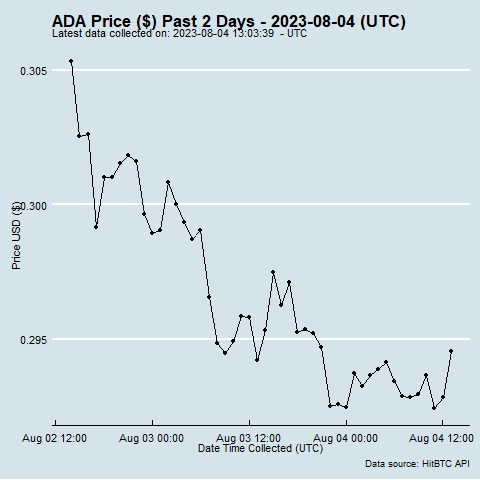 ADA Price ($) Past 2 Days - 2023-08-04 (UTC)
Latest data collected on: 2023-08-04 13:03:39 - UTC
0.305
0.300
0.295
Price USD ($)
Aug 02 12:00 Aug 03 00:00 Aug 03 12:00 Aug 04 00:00 Aug 04 12:00
Date Time Collected (UTC)
Data source: HitBTC API